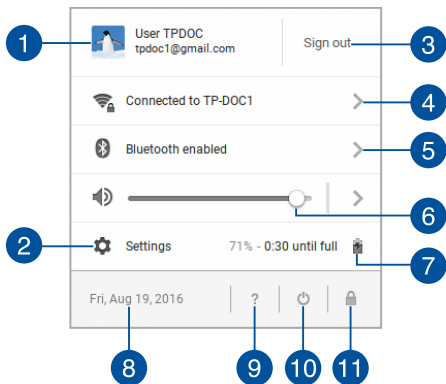 1
User TPDOC
tpdoc1@gmail.com
Sign out
3
Connected to TP-DOC1
4
Bluetooth enabled
5
6
2
Settings
71% - 0:30 until full
7
Fri, Aug 19, 2016
?
8
9
10
11